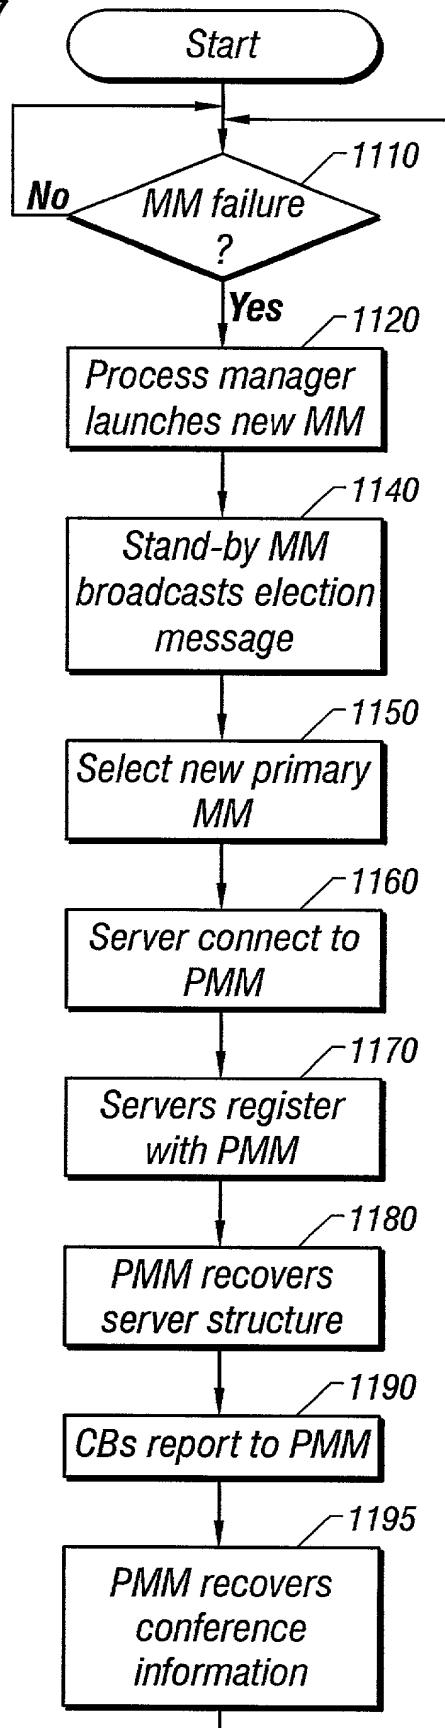 Start
1110
No
MM failure
?
Yes
1120
Process manager
launches new MM
1140
Stand-by MM
broadcasts election
message
1150
Select new primary
MM
1160
Server connect to
PMM
1170
Servers register
with PMM
1180
PMM recovers
server structure
1190
CBs report to PMM
1195
PMM recovers
conference
information